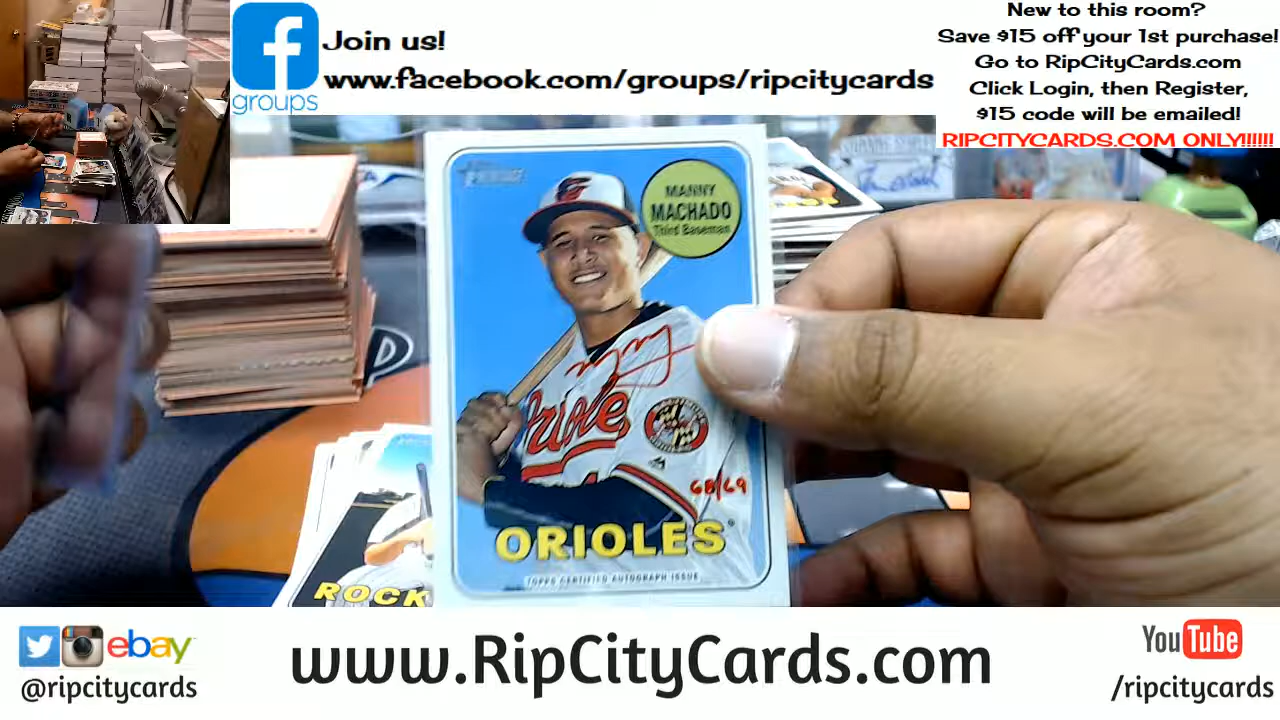 groups
Join us!
www.facebook.com/groups/ripcitycards
New to this room?
Save $15 off your 1st purchase!
Go to RipCityCards.com
Click Login, then Register,
$15 code will be emailed!
RIPCITYCARDS.COM ONLY!!!!!!
HERITAGE
MANNY
MACHADO
Third Baseman
Orioles
68/69
ORIOLES
TOPPS CERTIFIED AUTOGRAPH ISSUE
ROCK
ebay
@ripcitycards
www.RipCityCards.com
YouTube
/ripcitycards